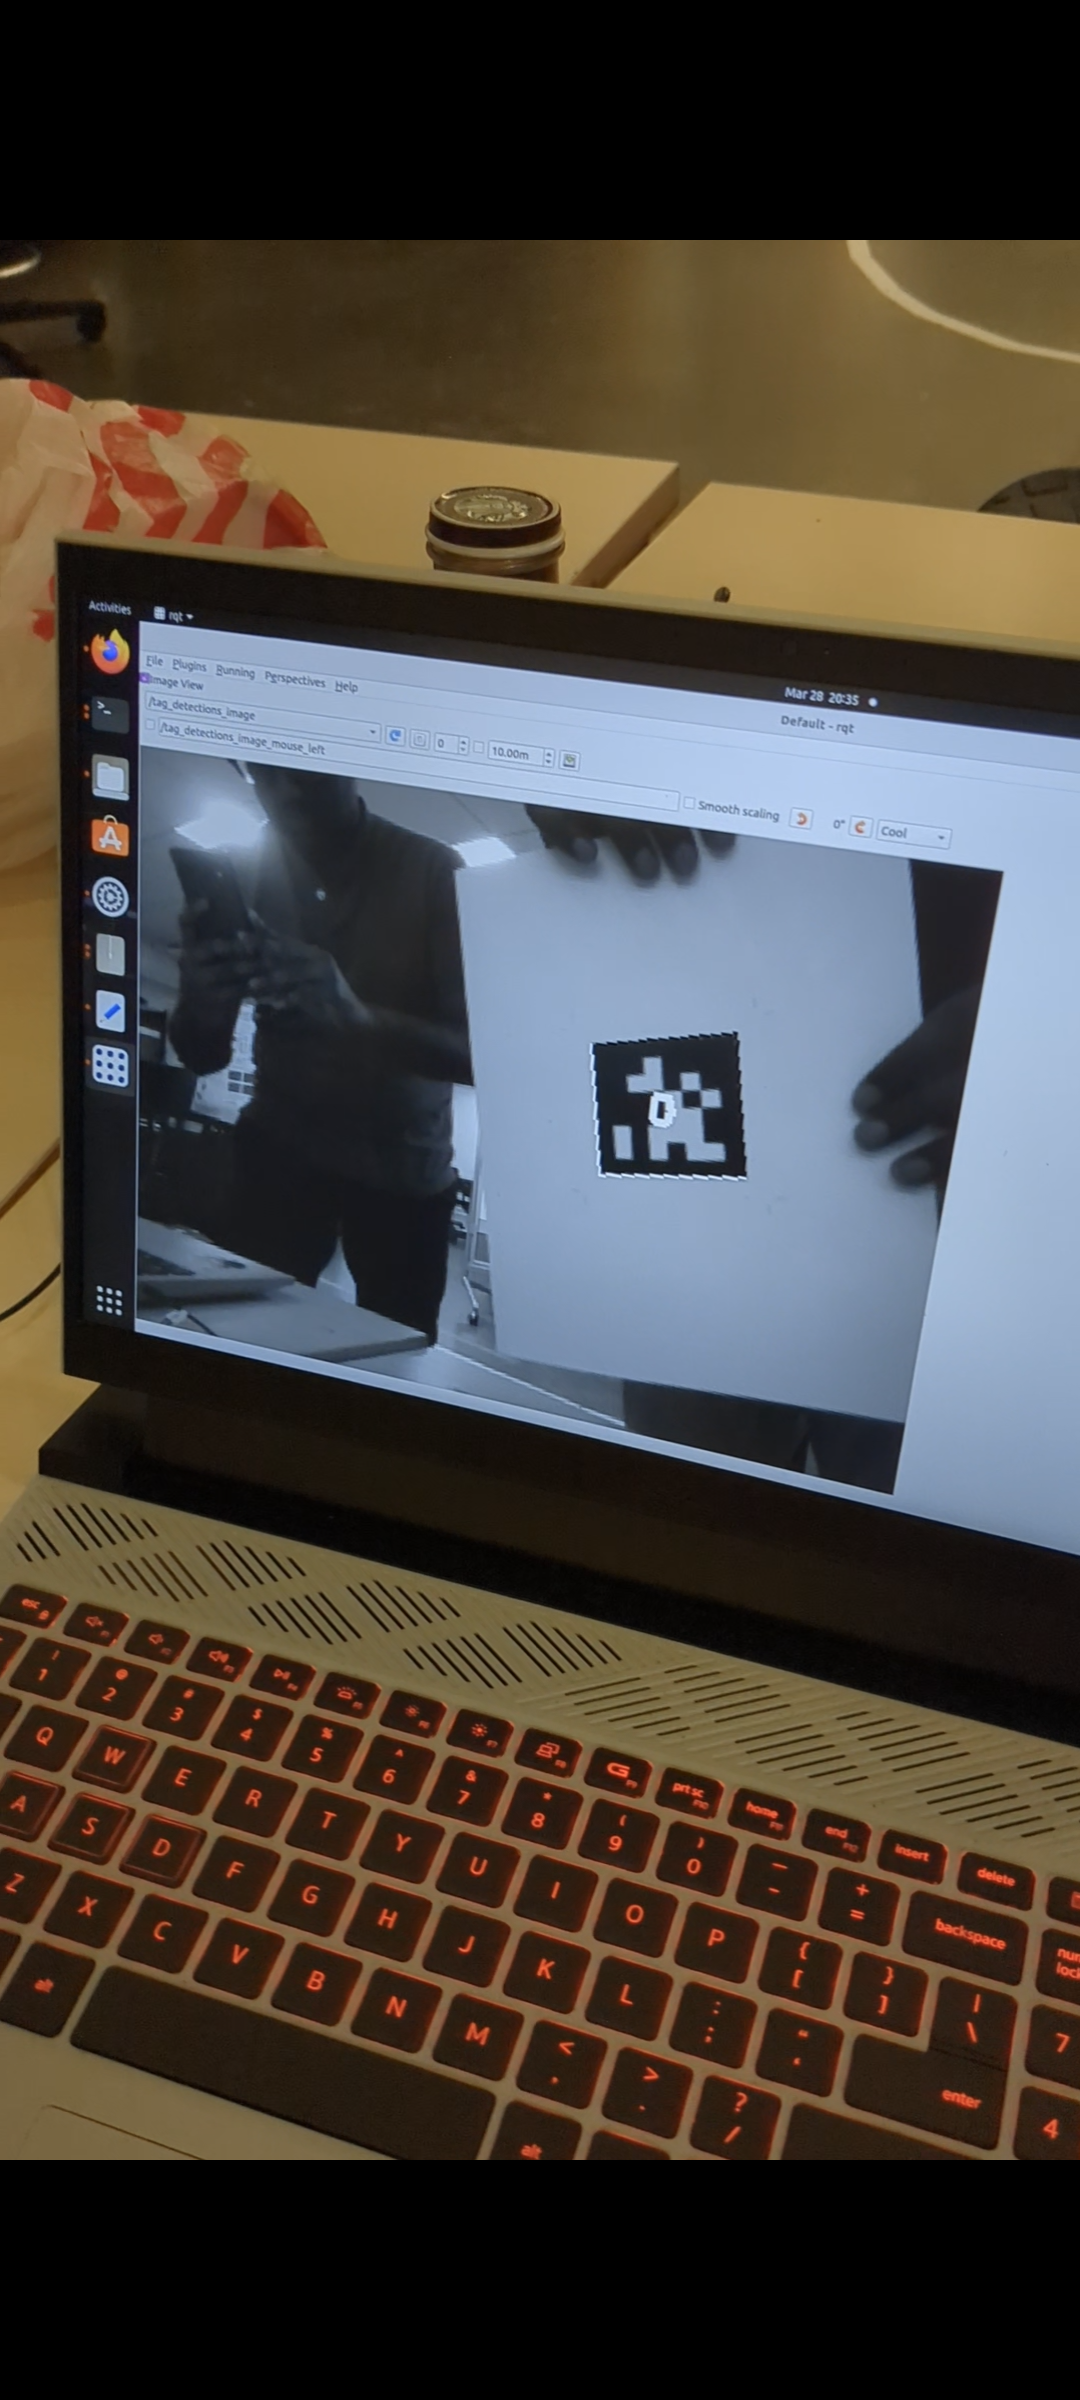 Activities
rqt
Mar 28 20:35
Default - rqt
File Plugins Running Perspectives Help
Image View
/tag_detections_image
0
10.00m
/tag_detections_image_mouse_left
Smooth scaling
0°
Cool
0
esc
prt sc
home
end
insert
delete
! 1
@ 2
# 3
$ 4
% 5
^ 6
& 7
* 8
( 9
) 0
_ -
+ =
backspace
num lock
Q W E R T Y U I O P { [ } ] | \ 7
A S D F G H J K L : ; " ' enter 4
Z X C V B N M < , > . ? /
alt
alt